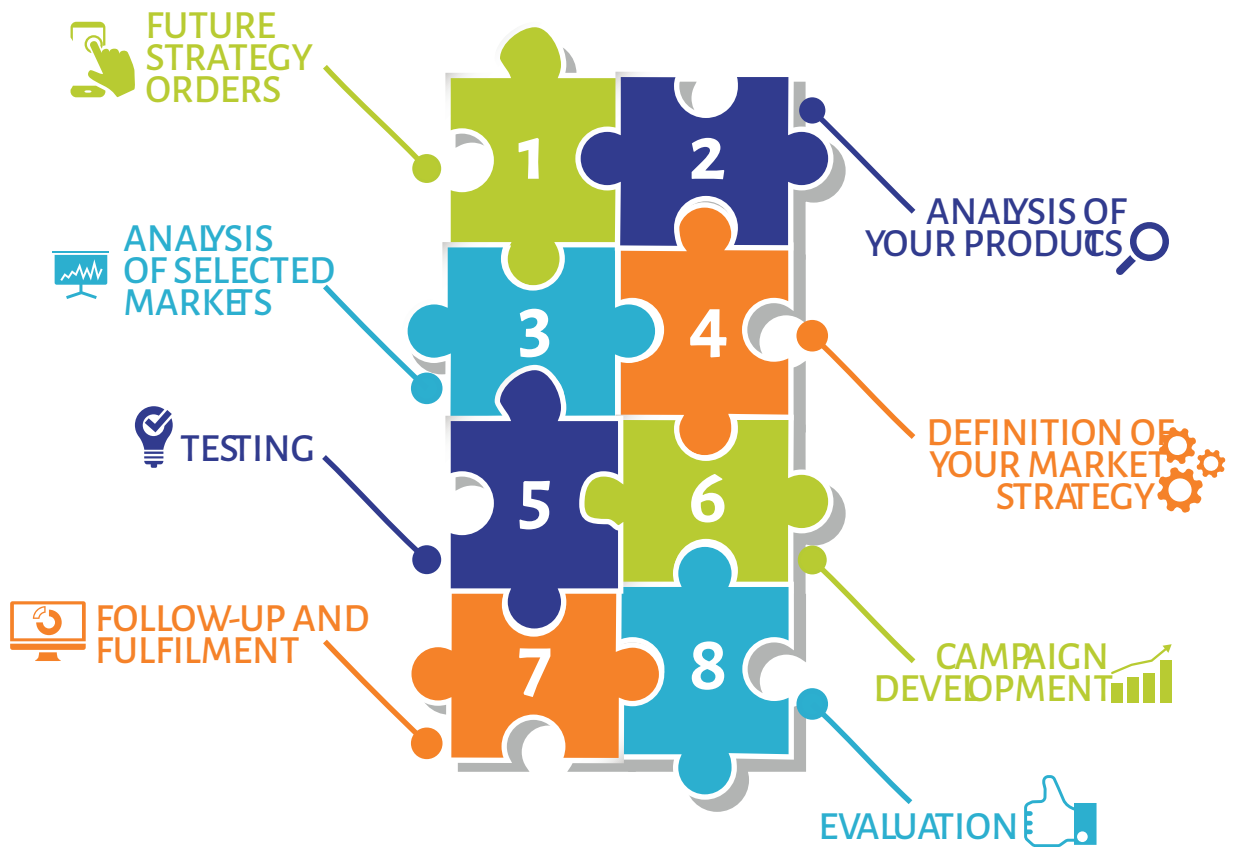 FUTURE
STRATEGY
ORDERS
1
2
ANALYSIS OF
YOUR PRODUCTS
ANALYSIS
OF SELECTED
MARKETS
3
4
DEFINITION OF
YOUR MARKET
STRATEGY
TESTING
5
6
CAMPAIGN
DEVELOPMENT
FOLLOW-UP AND
FULFILMENT
7
8
EVALUATION